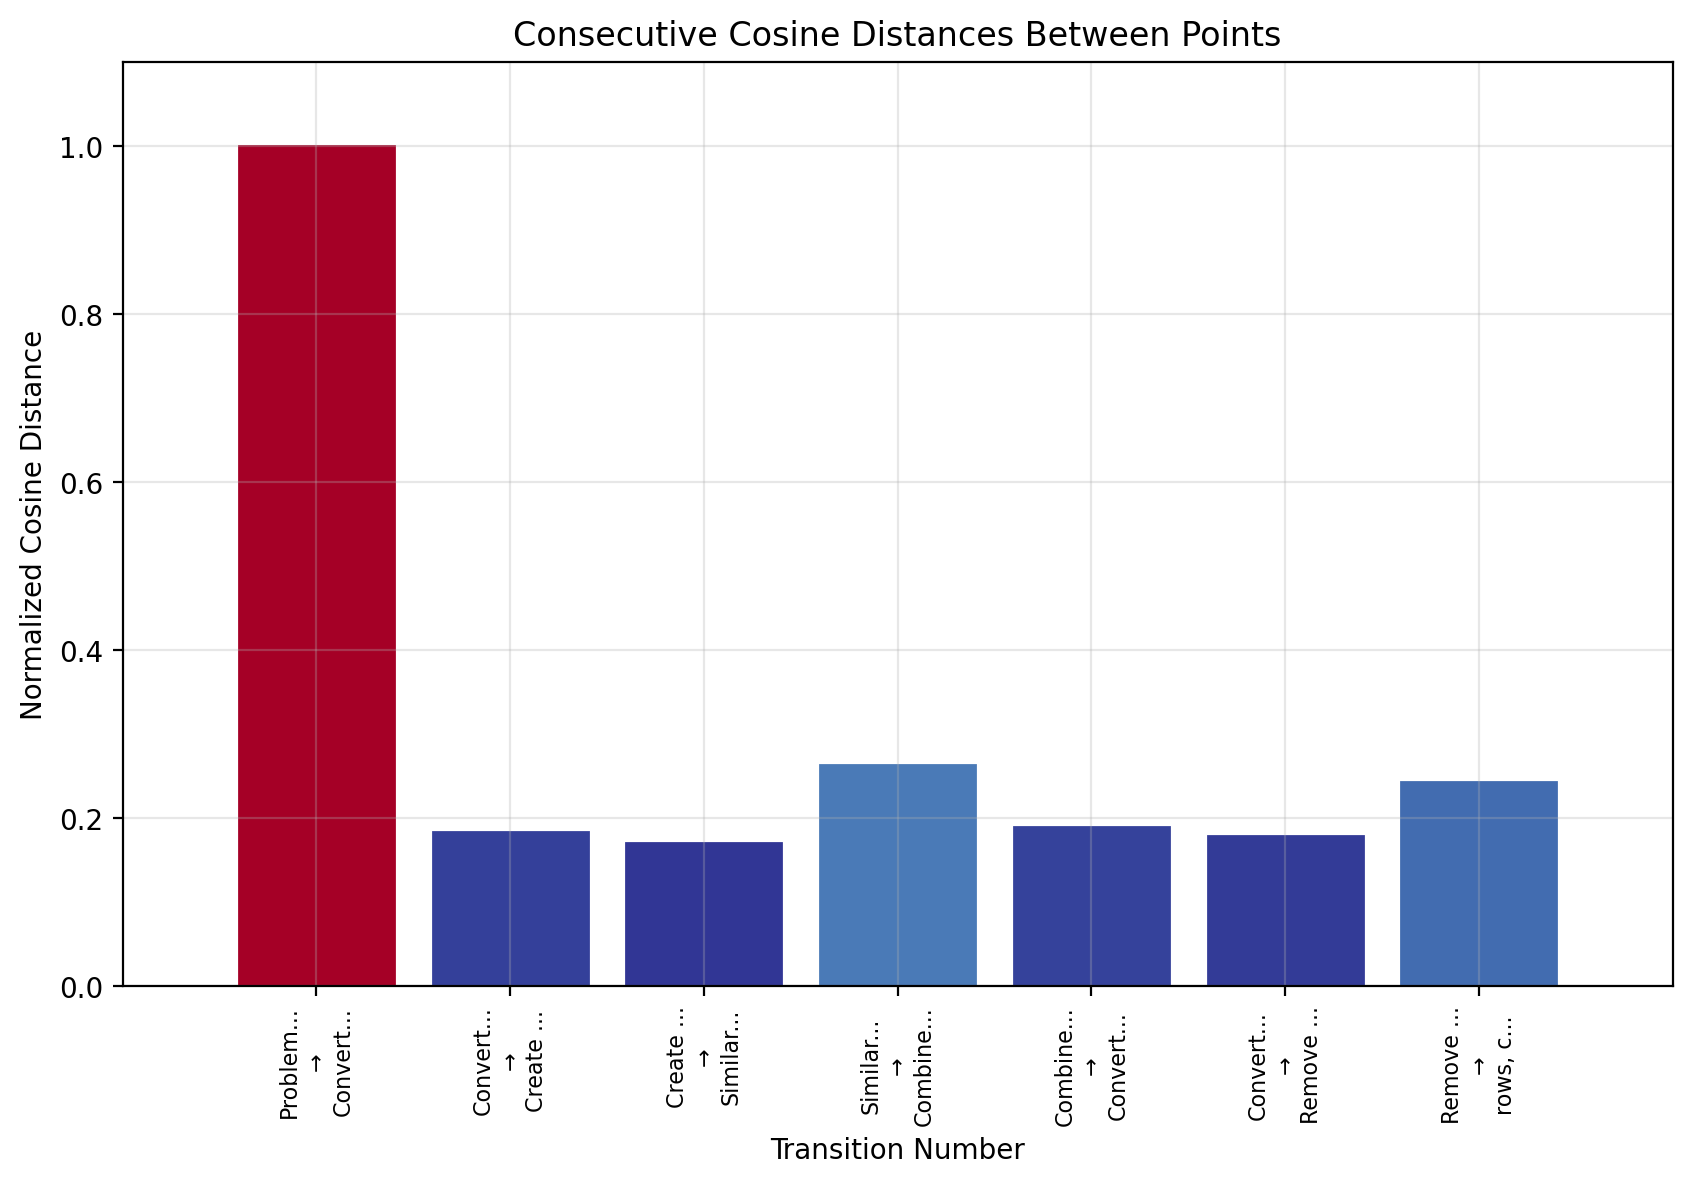 Consecutive Cosine Distances Between Points
Normalized Cosine Distance
1.0
0.8
0.6
0.4
0.2
0.0
Problem...
→
Convert...
Convert...
→
Create ...
Create ...
→
Similar...
Similar...
→
Combine...
Combine...
→
Convert...
Convert...
→
Remove ...
Remove ...
→
rows, c...
Transition Number